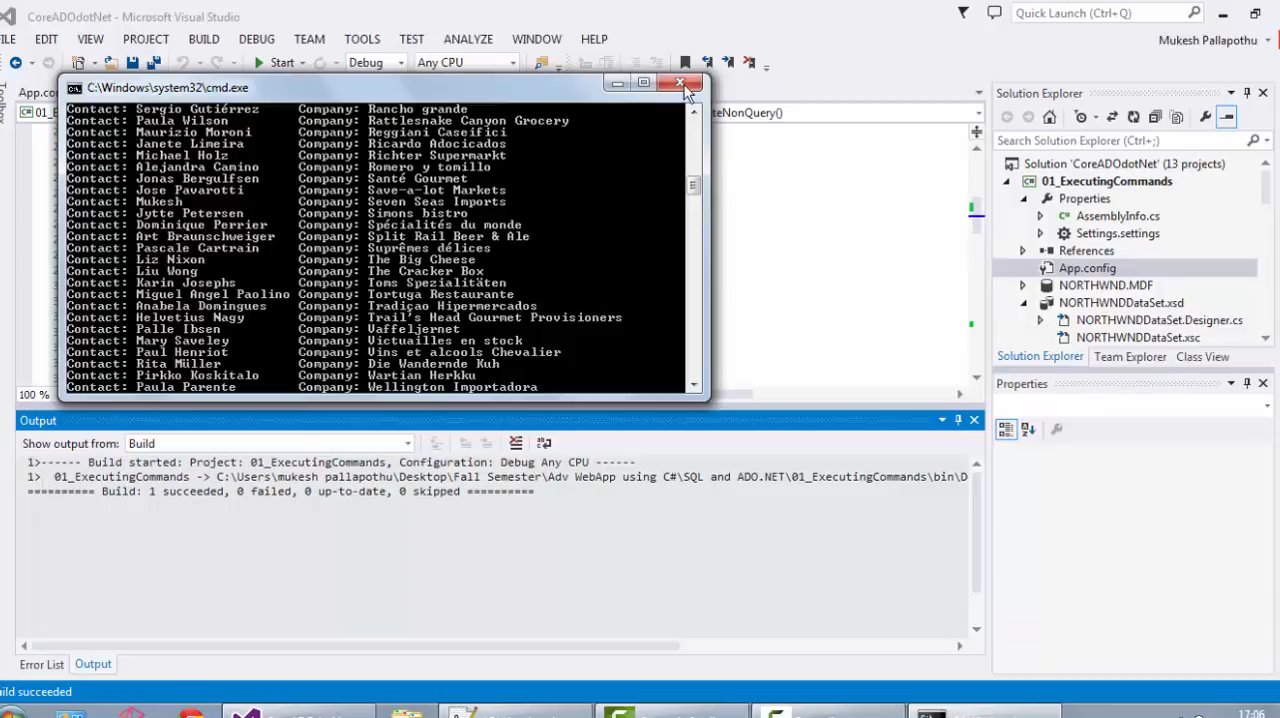 CoreADOdotNet - Microsoft Visual Studio
Quick Launch (Ctrl+Q)
FILE EDIT VIEW PROJECT BUILD DEBUG TEAM TOOLS TEST ANALYZE WINDOW HELP
Mukesh Pallapothu
Start Debug Any CPU
C:\Windows\system32\cmd.exe
Contact: Sergio Gutiérrez Company: Rancho grande
Contact: Paula Wilson Company: Rattlesnake Canyon Grocery
Contact: Maurizio Moroni Company: Reggiani Caseifici
Contact: Janete Limeira Company: Ricardo Adocicados
Contact: Michael Holz Company: Richter Supermarkt
Contact: Alejandra Camino Company: Romero y tomillo
Contact: Jonas Bergulfsen Company: Santé Gourmet
Contact: Jose Pavarotti Company: Save-a-lot Markets
Contact: Mukesh Company: Seven Seas Imports
Contact: Jytte Petersen Company: Simons bistro
Contact: Dominique Perrier Company: Spécialités du monde
Contact: Art Braunschweiger Company: Split Rail Beer & Ale
Contact: Pascale Cartrain Company: Suprêmes délices
Contact: Liz Nixon Company: The Big Cheese
Contact: Liu Wong Company: The Cracker Box
Contact: Karin Josephs Company: Toms Spezialitäten
Contact: Miguel Angel Paolino Company: Tortuga Restaurante
Contact: Anabela Domingues Company: Tradiçao Hipermercados
Contact: Helvetius Nagy Company: Trail's Head Gourmet Provisioners
Contact: Palle Ibsen Company: Vaffeljernet
Contact: Mary Saveley Company: Victuailles en stock
Contact: Paul Henriot Company: Vins et alcools Chevalier
Contact: Rita Müller Company: Die Wandernde Kuh
Contact: Pirkko Koskitalo Company: Wartian Herkku
Contact: Paula Parente Company: Wellington Importadora
App.co
01_E
teNonQuery()
100 %
Solution Explorer
Search Solution Explorer (Ctrl+;)
Solution 'CoreADOdotNet' (13 projects)
01_ExecutingCommands
Properties
AssemblyInfo.cs
Settings.settings
References
App.config
NORTHWND.MDF
NORTHWNDDataSet.xsd
NORTHWNDDataSet.Designer.cs
NORTHWNDDataSet.xsc
Solution Explorer Team Explorer Class View
Properties
Output
Show output from: Build
1>------ Build started: Project: 01_ExecutingCommands, Configuration: Debug Any CPU ------
1> 01_ExecutingCommands -> C:\Users\mukesh pallapothu\Desktop\Fall Semester\Adv WebApp using C#\SQL and ADO.NET\01_ExecutingCommands\bin\D
========== Build: 1 succeeded, 0 failed, 0 up-to-date, 0 skipped ==========
Error List Output
ild succeeded
17:06